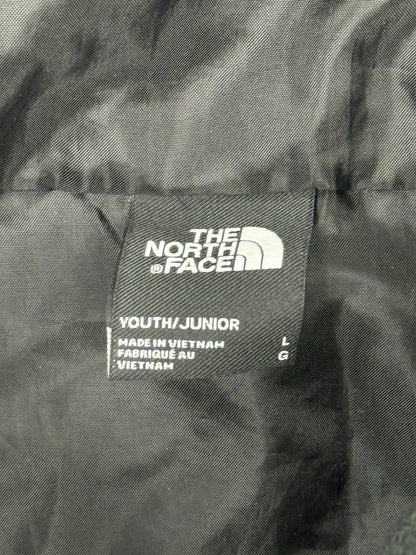 THE
NORTH
®FACE
YOUTH/JUNIOR
MADE IN VIETNAM L
FABRIQUÉ AU G
VIETNAM